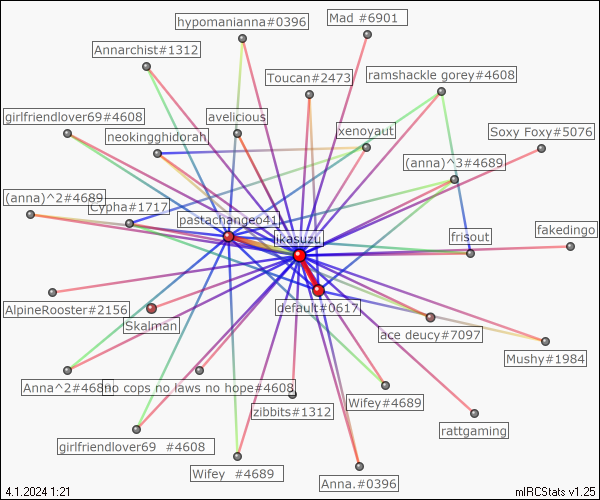 hypomanianna#0396
Mad #6901
Annarchist#1312
Toucan#2473
ramshackle gorey#4608
girlfriendlover69#4608
avelicious
neokingghidorah
xenoyaut
Soxy Foxy#5076
(anna)^3#4689
(anna)^2#4689
Cypha#1717
pastachangeo41
ikasuzu
frisout
fakedingo
AlpineRooster#2156
Skalman
default#0617
ace deucy#7097
Mushy#1984
Anna^2#468
no cops no laws no hope#4608
zibbits#1312
Wifey#4689
rattgaming
girlfriendlover69 #4608
Wifey #4689
Anna.#0396
4.1.2024 1:21
mIRCStats v1.25